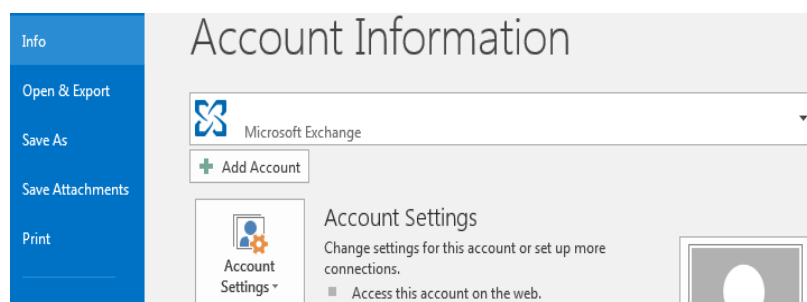 Info
Open & Export
Save As
Save Attachments
Print
Account Information
Microsoft Exchange
Add Account
Account
Settings
Account Settings
Change settings for this account or set up more
connections.
Access this account on the web.